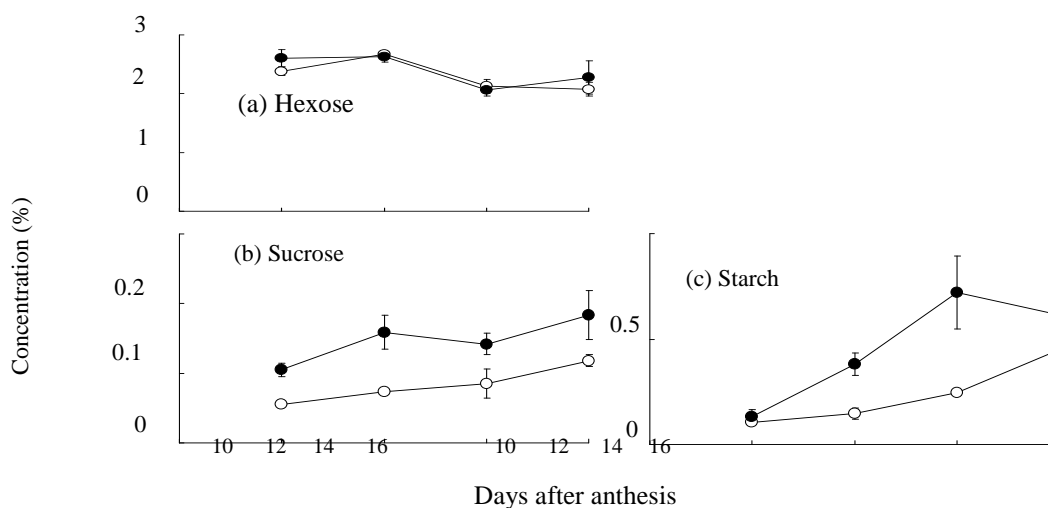 3
2
(a) Hexose
1
0
Concentration (%)
(b) Sucrose
(c) Starch
0.2
0.5
0.1
0
0
10 12 14 16 10 12 14 16
Days after anthesis